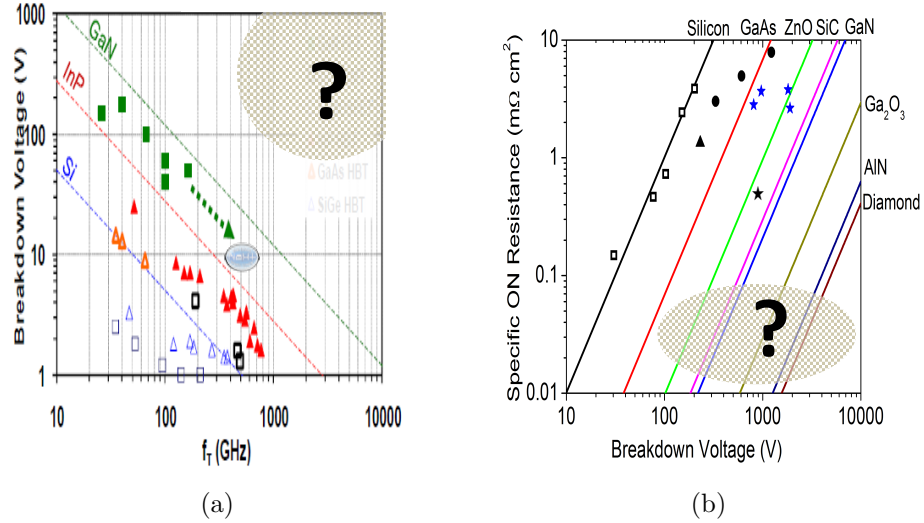 1000
100
10
1
Breakdown Voltage (V)
GaN
InP
Si
?
GaAs HBT
SiGe HBT
10 100 1000 10000
f_T (GHz)
(a)
Silicon GaAs ZnO SiC GaN
Ga₂O₃
AlN
Diamond
10
1
0.1
0.01
Specific ON Resistance (mΩ cm²)
?
10 100 1000 10000
Breakdown Voltage (V)
(b)